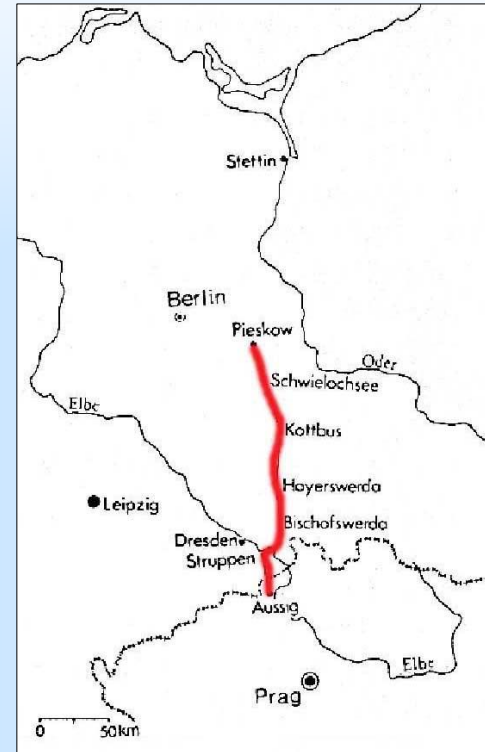 Stettin
Berlin
Pieskow
Oder
Schwielochsee
Elbe
Kottbus
Leipzig
Hoyerswerda
Bischofswerda
Dresden
Struppen
Aussig
Elbe
Prag
0 50km